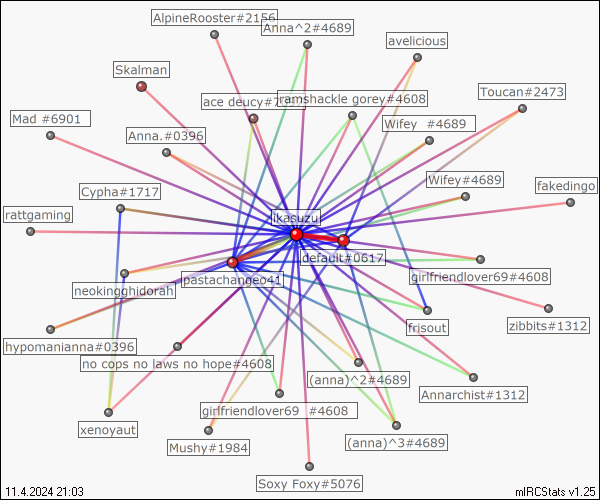 AlpineRooster#2156
Anna^2#4689
avelicious
Skalman
Toucan#2473
ace deucy#7
ramshackle gorey#4608
Mad #6901
Anna.#0396
Wifey #4689
Cypha#1717
Wifey#4689
fakedingo
rattgaming
ikasuzu
default#0617
pastachangeo41
girlfriendlover69#4608
neokingghidorah
hypomanianna#0396
frisout
zibbits#1312
no cops no laws no hope#4608
(anna)^2#4689
Annarchist#1312
girlfriendlover69 #4608
xenoyaut
Mushy#1984
(anna)^3#4689
Soxy Foxy#5076
11.4.2024 21:03
mIRCStats v1.25